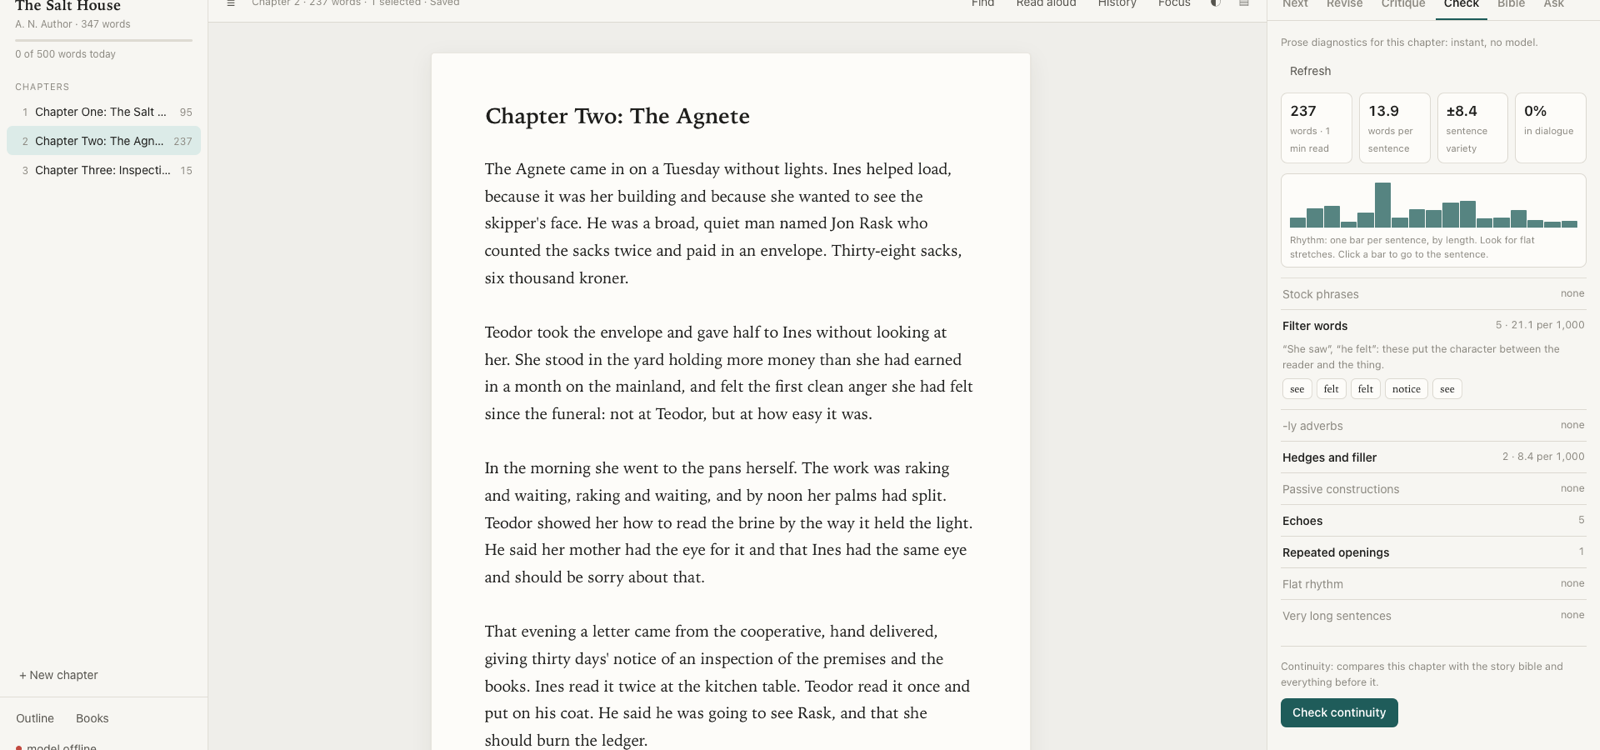 The Salt House
A. N. Author · 347 words
0 of 500 words today
CHAPTERS
1 Chapter One: The Salt ... 95
2 Chapter Two: The Agn... 237
3 Chapter Three: Inspecti... 15
+ New chapter
Outline Books
model offline
Chapter 2 · 237 words · 1 selected · Saved
Find Read aloud History Focus
Chapter Two: The Agnete
The Agnete came in on a Tuesday without lights. Ines helped load,
because it was her building and because she wanted to see the
skipper's face. He was a broad, quiet man named Jon Rask who
counted the sacks twice and paid in an envelope. Thirty-eight sacks,
six thousand kroner.
Teodor took the envelope and gave half to Ines without looking at
her. She stood in the yard holding more money than she had earned
in a month on the mainland, and felt the first clean anger she had felt
since the funeral: not at Teodor, but at how easy it was.
In the morning she went to the pans herself. The work was raking
and waiting, raking and waiting, and by noon her palms had split.
Teodor showed her how to read the brine by the way it held the light.
He said her mother had the eye for it and that Ines had the same eye
and should be sorry about that.
That evening a letter came from the cooperative, hand delivered,
giving thirty days' notice of an inspection of the premises and the
books. Ines read it twice at the kitchen table. Teodor read it once and
put on his coat. He said he was going to see Rask, and that she
should burn the ledger.
Next Revise Critique Check Bible Ask
Prose diagnostics for this chapter: instant, no model.
Refresh
237
words · 1
min read
13.9
words per
sentence
±8.4
sentence
variety
0%
in dialogue
Rhythm: one bar per sentence, by length. Look for flat
stretches. Click a bar to go to the sentence.
Stock phrases none
Filter words 5 · 21.1 per 1,000
“She saw”, “he felt”: these put the character between the
reader and the thing.
see felt felt notice see
-ly adverbs none
Hedges and filler 2 · 8.4 per 1,000
Passive constructions none
Echoes 5
Repeated openings 1
Flat rhythm none
Very long sentences none
Continuity: compares this chapter with the story bible and
everything before it.
Check continuity